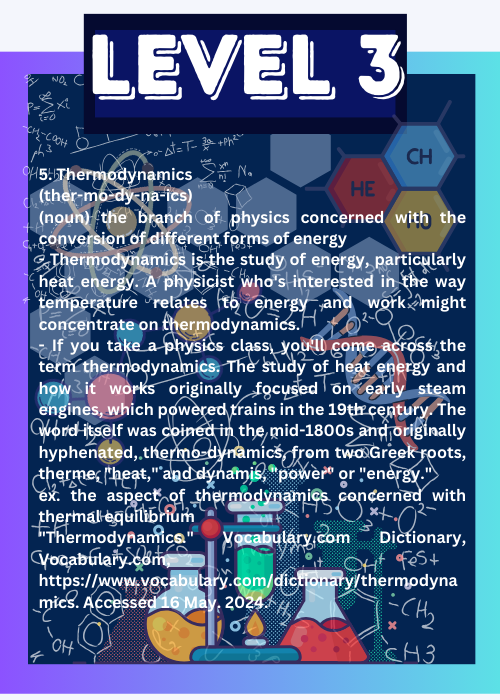 LEVEL 3
5. Thermodynamics
(ther-mo-dy-na-ics)
(noun) the branch of physics concerned with the
conversion of different forms of energy
- Thermodynamics is the study of energy, particularly
heat energy. A physicist who's interested in the way
temperature relates to energy and work might
concentrate on thermodynamics.
- If you take a physics class, you'll come across the
term thermodynamics. The study of heat energy and
how it works originally focused on early steam
engines, which powered trains in the 19th century. The
word itself was coined in the mid-1800s and originally
hyphenated, thermo-dynamics, from two Greek roots,
therme, "heat," and dynamis, "power" or "energy."
ex. the aspect of thermodynamics concerned with
thermal equilibrium
"Thermodynamics." Vocabulary.com Dictionary,
Vocabulary.com,
https://www.vocabulary.com/dictionary/thermodyna
mics. Accessed 16 May. 2024.
CH
HE
CH2
CH3
OH